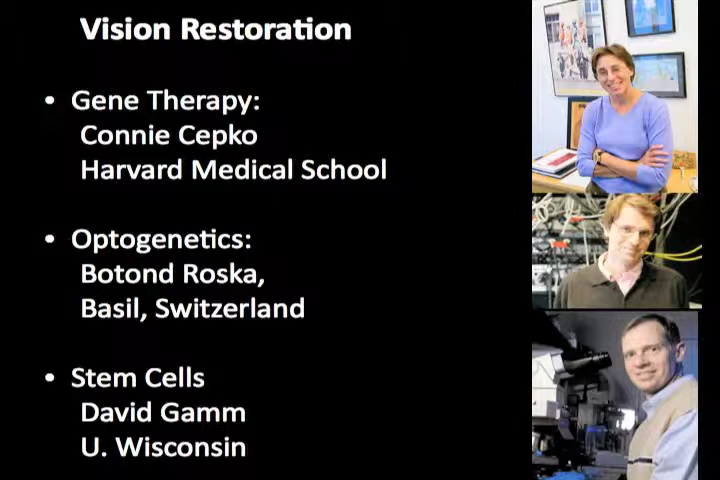 Vision Restoration
• Gene Therapy:
Connie Cepko
Harvard Medical School
• Optogenetics:
Botond Roska,
Basil, Switzerland
• Stem Cells
David Gamm
U. Wisconsin